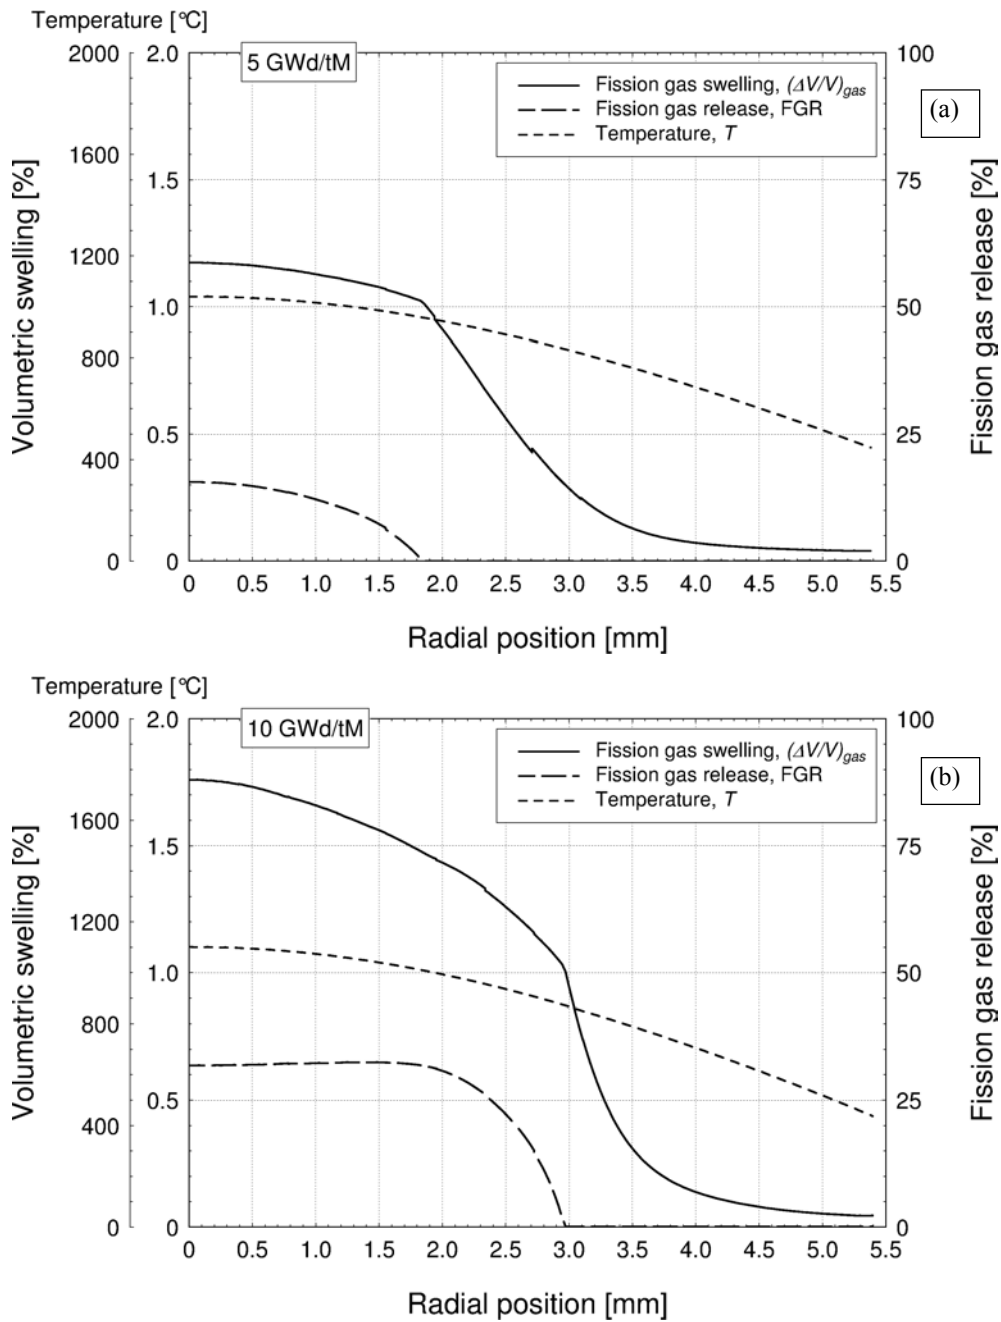 Temperature [°C]
2000
1600
1200
800
400
0
Volumetric swelling [%]
2.0
1.5
1.0
0.5
0
5 GWd/tM
Fission gas swelling, (ΔV/V)gas
Fission gas release, FGR
Temperature, T
(a)
100
75
50
25
0
Fission gas release [%]
0 0.5 1.0 1.5 2.0 2.5 3.0 3.5 4.0 4.5 5.0 5.5
Radial position [mm]
Temperature [°C]
2000
1600
1200
800
400
0
Volumetric swelling [%]
2.0
1.5
1.0
0.5
0
10 GWd/tM
Fission gas swelling, (ΔV/V)gas
Fission gas release, FGR
Temperature, T
(b)
100
75
50
25
0
Fission gas release [%]
0.0 0.5 1.0 1.5 2.0 2.5 3.0 3.5 4.0 4.5 5.0 5.5
Radial position [mm]